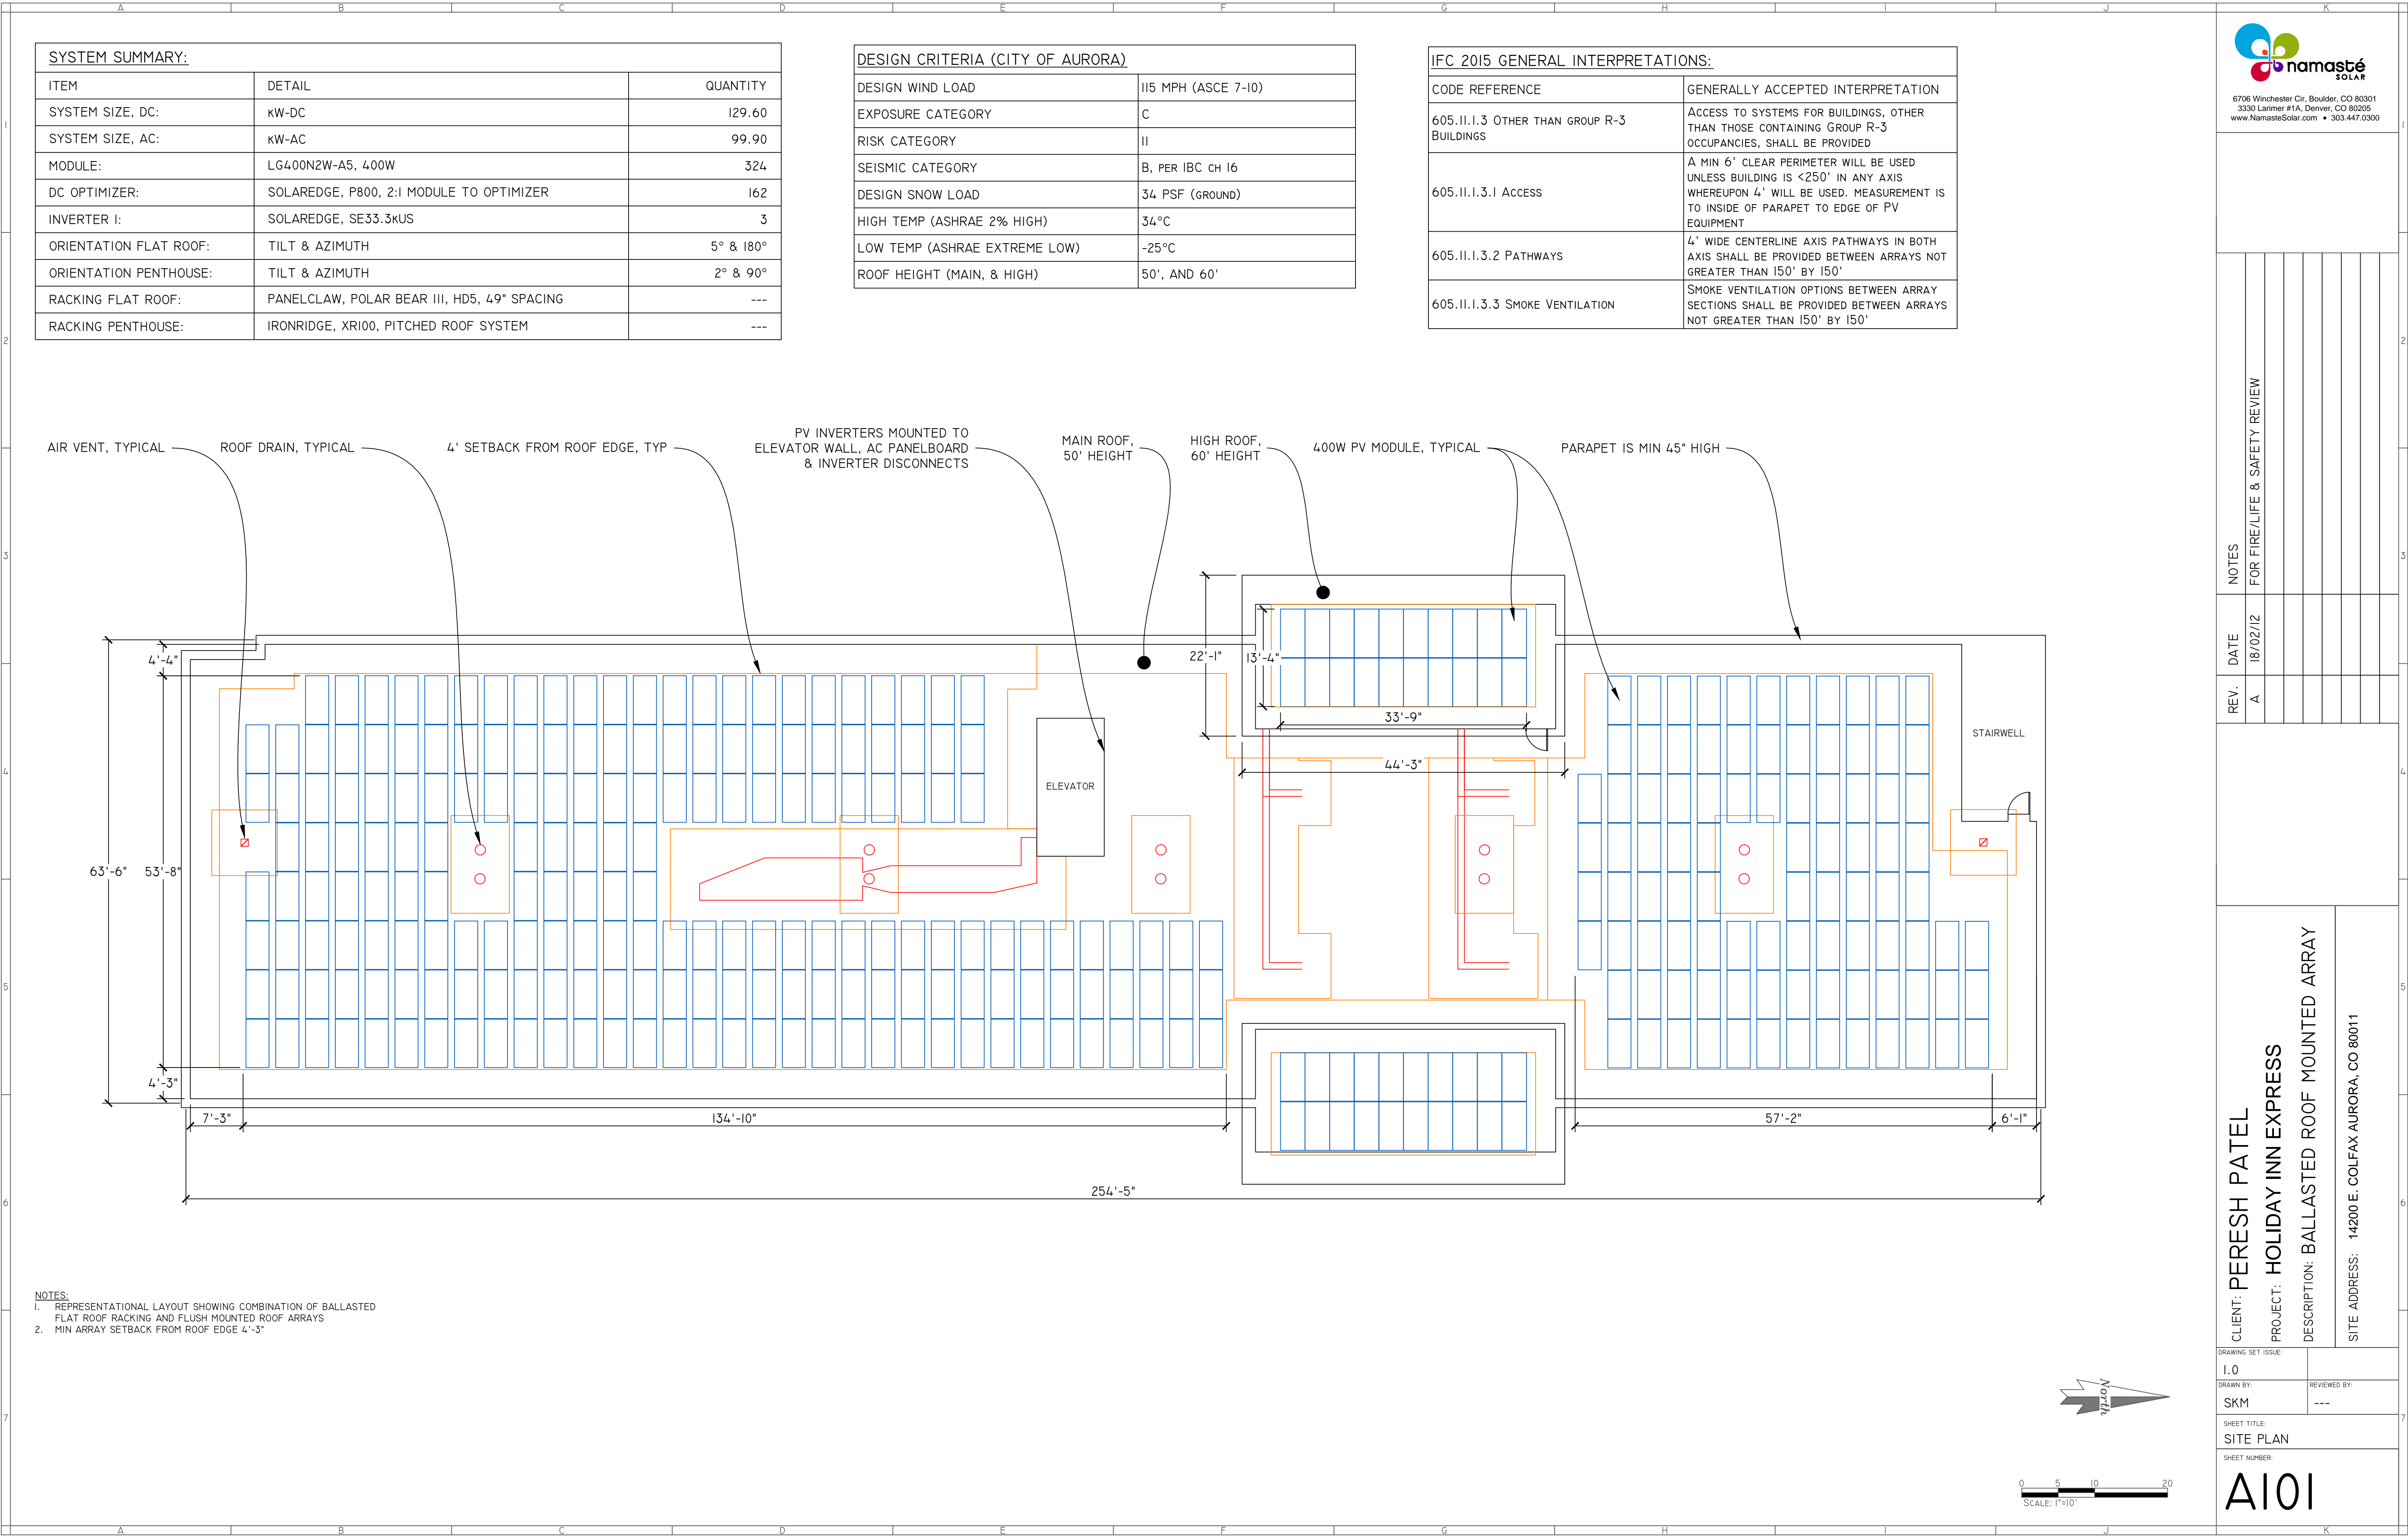 A B C D E F G H I J K
SYSTEM SUMMARY:
ITEM DETAIL QUANTITY
SYSTEM SIZE, DC: KW-DC 129.60
SYSTEM SIZE, AC: KW-AC 99.90
MODULE: LG400N2W-A5, 400W 324
DC OPTIMIZER: SOLAREDGE, P800, 2:1 MODULE TO OPTIMIZER 162
INVERTER 1: SOLAREDGE, SE33.3KUS 3
ORIENTATION FLAT ROOF: TILT & AZIMUTH 5° & 180°
ORIENTATION PENTHOUSE: TILT & AZIMUTH 2° & 90°
RACKING FLAT ROOF: PANELCLAW, POLAR BEAR III, HD5, 49" SPACING ---
RACKING PENTHOUSE: IRONRIDGE, XR100, PITCHED ROOF SYSTEM ---
DESIGN CRITERIA (CITY OF AURORA)
DESIGN WIND LOAD 115 MPH (ASCE 7-10)
EXPOSURE CATEGORY C
RISK CATEGORY II
SEISMIC CATEGORY B, PER IBC CH 16
DESIGN SNOW LOAD 34 PSF (GROUND)
HIGH TEMP (ASHRAE 2% HIGH) 34°C
LOW TEMP (ASHRAE EXTREME LOW) -25°C
ROOF HEIGHT (MAIN, & HIGH) 50', AND 60'
IFC 2015 GENERAL INTERPRETATIONS:
CODE REFERENCE GENERALLY ACCEPTED INTERPRETATION
605.11.1.3 OTHER THAN GROUP R-3
BUILDINGS
ACCESS TO SYSTEMS FOR BUILDINGS, OTHER
THAN THOSE CONTAINING GROUP R-3
OCCUPANCIES, SHALL BE PROVIDED
605.11.1.3.1 ACCESS
A MIN 6' CLEAR PERIMETER WILL BE USED
UNLESS BUILDING IS <250' IN ANY AXIS
WHEREUPON 4' WILL BE USED. MEASUREMENT IS
TO INSIDE OF PARAPET TO EDGE OF PV
EQUIPMENT
605.11.1.3.2 PATHWAYS
4' WIDE CENTERLINE AXIS PATHWAYS IN BOTH
AXIS SHALL BE PROVIDED BETWEEN ARRAYS NOT
GREATER THAN 150' BY 150'
605.11.1.3.3 SMOKE VENTILATION
SMOKE VENTILATION OPTIONS BETWEEN ARRAY
SECTIONS SHALL BE PROVIDED BETWEEN ARRAYS
NOT GREATER THAN 150' BY 150'
AIR VENT, TYPICAL
ROOF DRAIN, TYPICAL
4' SETBACK FROM ROOF EDGE, TYP
PV INVERTERS MOUNTED TO
ELEVATOR WALL, AC PANELBOARD
& INVERTER DISCONNECTS
MAIN ROOF,
50' HEIGHT
HIGH ROOF,
60' HEIGHT
400W PV MODULE, TYPICAL
PARAPET IS MIN 45" HIGH
4'-4"
22'-1"
13'-4"
33'-9"
44'-3"
STAIRWELL
ELEVATOR
63'-6"
53'-8"
4'-3"
7'-3"
134'-10"
57'-2"
6'-1"
254'-5"
NOTES:
1. REPRESENTATIONAL LAYOUT SHOWING COMBINATION OF BALLASTED
FLAT ROOF RACKING AND FLUSH MOUNTED ROOF ARRAYS
2. MIN ARRAY SETBACK FROM ROOF EDGE 4'-3"
North
0 5 10 20
SCALE: 1"=10'
namasté
SOLAR
6706 Winchester Cir, Boulder, CO 80301
3330 Larimer #1A, Denver, CO 80205
www.NamasteSolar.com • 303.447.0300
REV. DATE NOTES
A 18/02/12 FOR FIRE/LIFE & SAFETY REVIEW
CLIENT: PERESH PATEL
PROJECT: HOLIDAY INN EXPRESS
DESCRIPTION: BALLASTED ROOF MOUNTED ARRAY
SITE ADDRESS: 14200 E. COLFAX AURORA, CO 80011
DRAWING SET ISSUE:
1.0
DRAWN BY: REVIEWED BY:
SKM ---
SHEET TITLE:
SITE PLAN
SHEET NUMBER:
A101
1 2 3 4 5 6 7
1 2 3 4 5 6 7
A B C D E F G H I J K